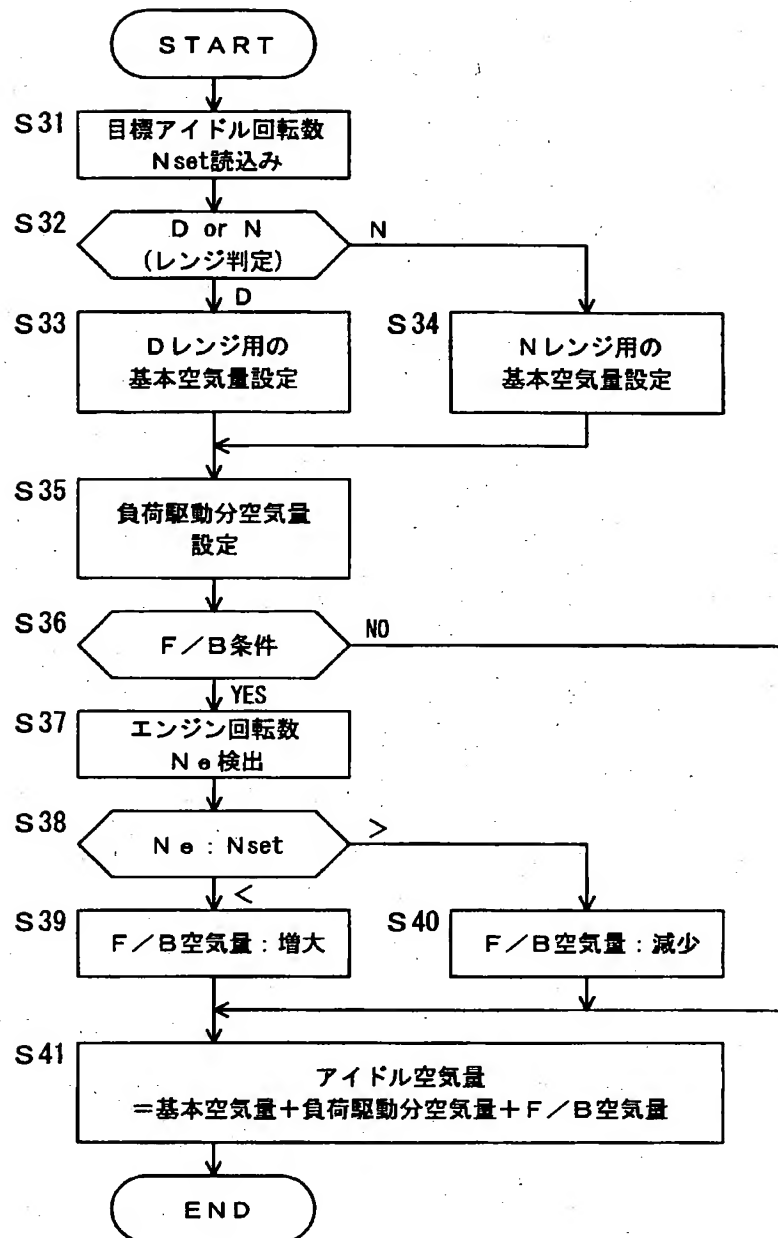 START
S31
目標アイドル回転数
Nset読込み
S32
D or N
(レンジ判定)
N
D
S33
Dレンジ用の
基本空気量設定
S34
Nレンジ用の
基本空気量設定
S35
負荷駆動分空気量
設定
S36
F/B条件
NO
YES
S37
エンジン回転数
Ne検出
S38
Ne:Nset
>
<
S39
F/B空気量:増大
S40
F/B空気量:減少
S41
アイドル空気量
=基本空気量+負荷駆動分空気量+F/B空気量
END